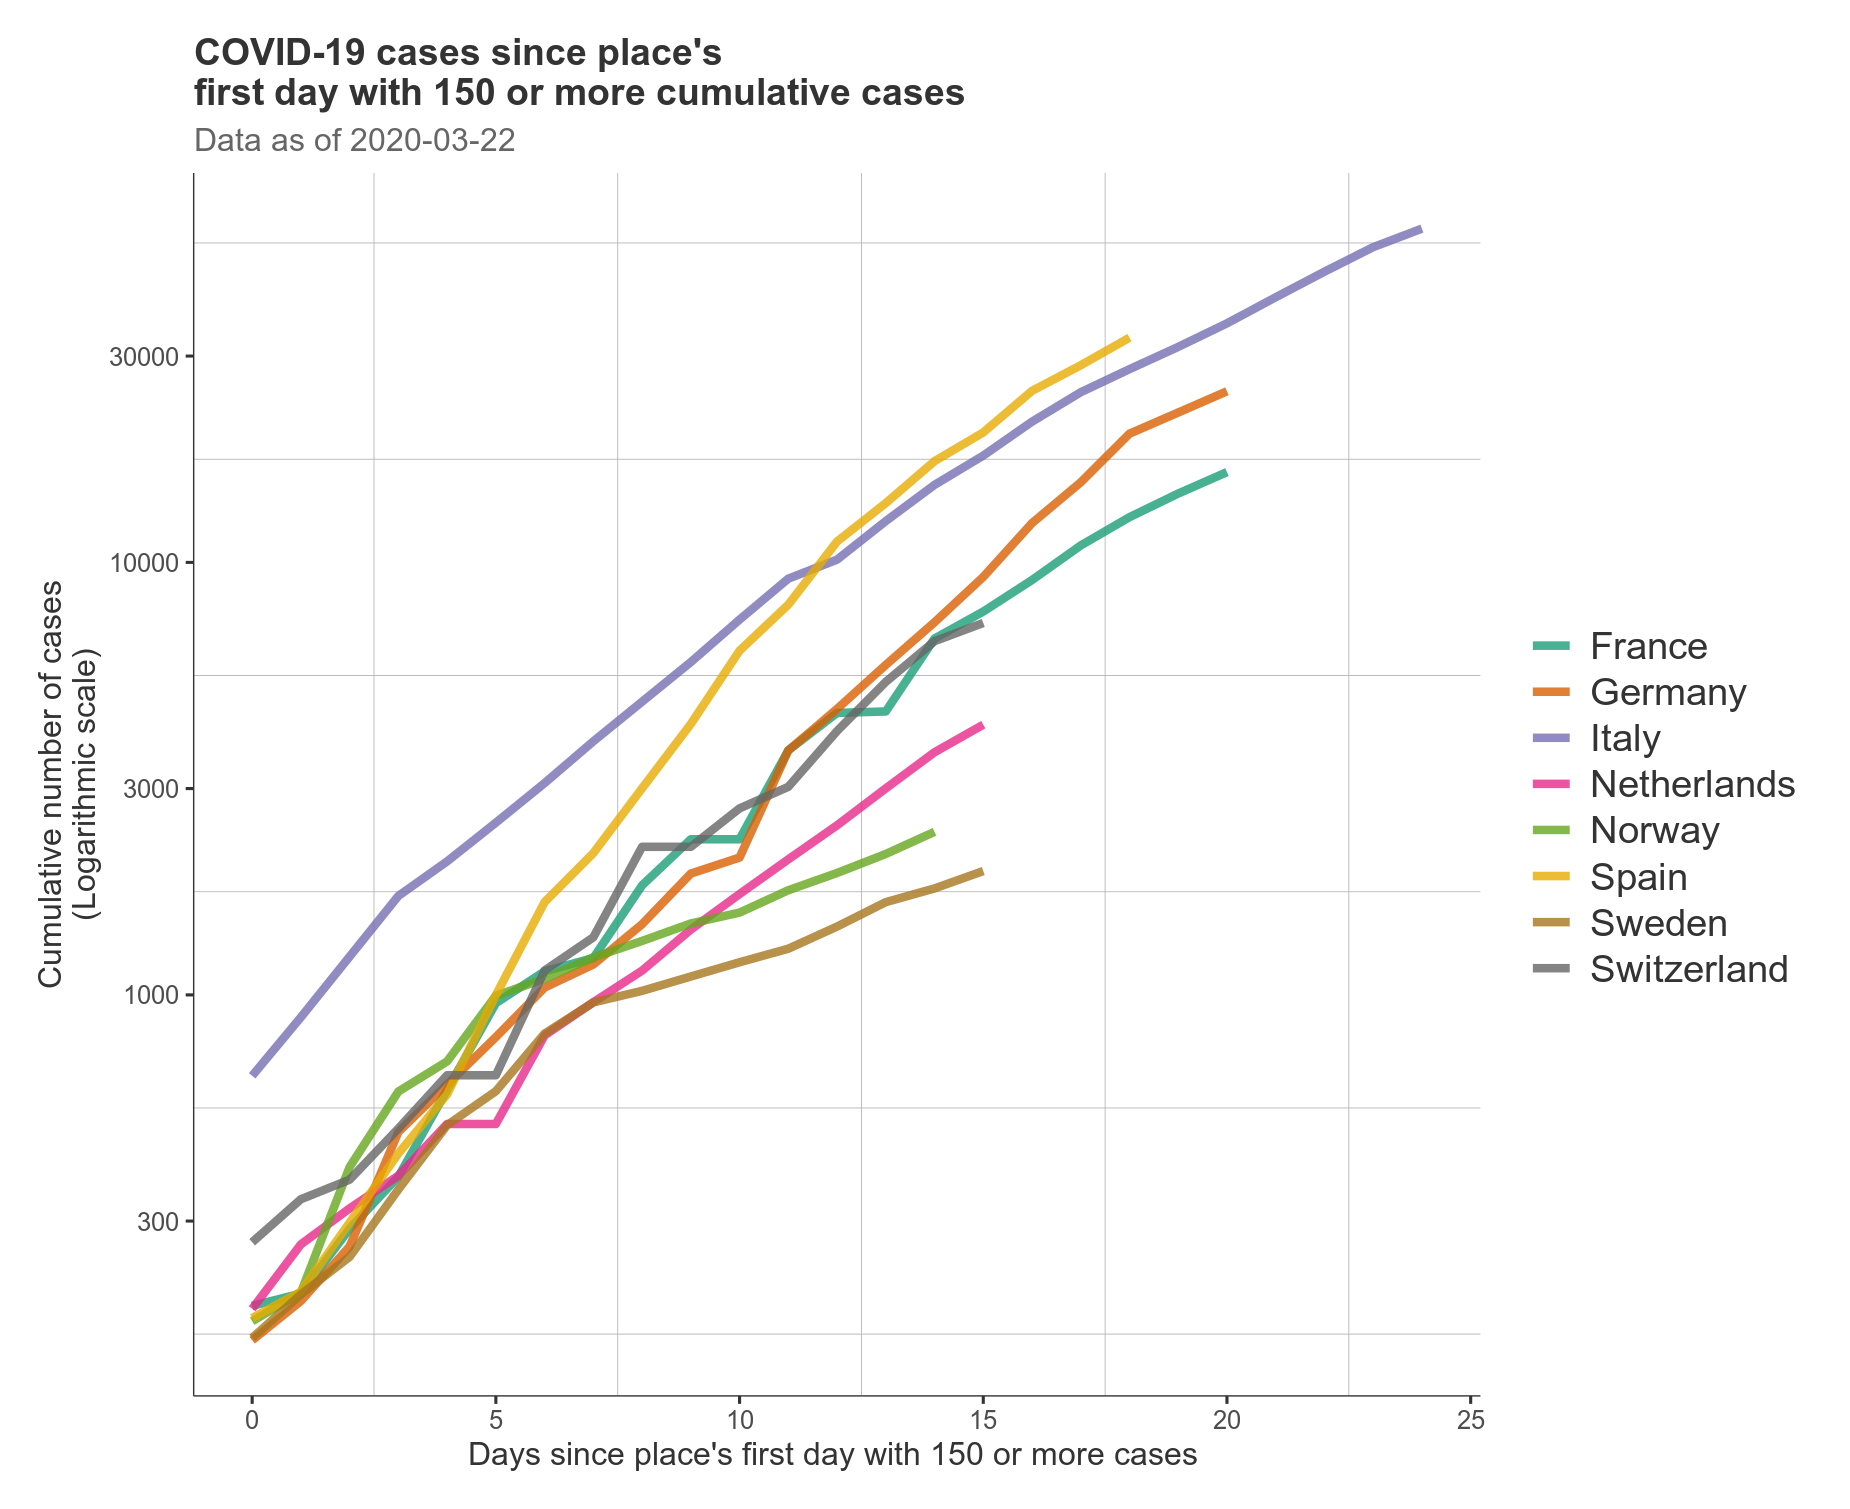 COVID-19 cases since place's
first day with 150 or more cumulative cases
Data as of 2020-03-22
Cumulative number of cases
(Logarithmic scale)
30000
10000
3000
1000
300
0 5 10 15 20 25
Days since place's first day with 150 or more cases
France
Germany
Italy
Netherlands
Norway
Spain
Sweden
Switzerland